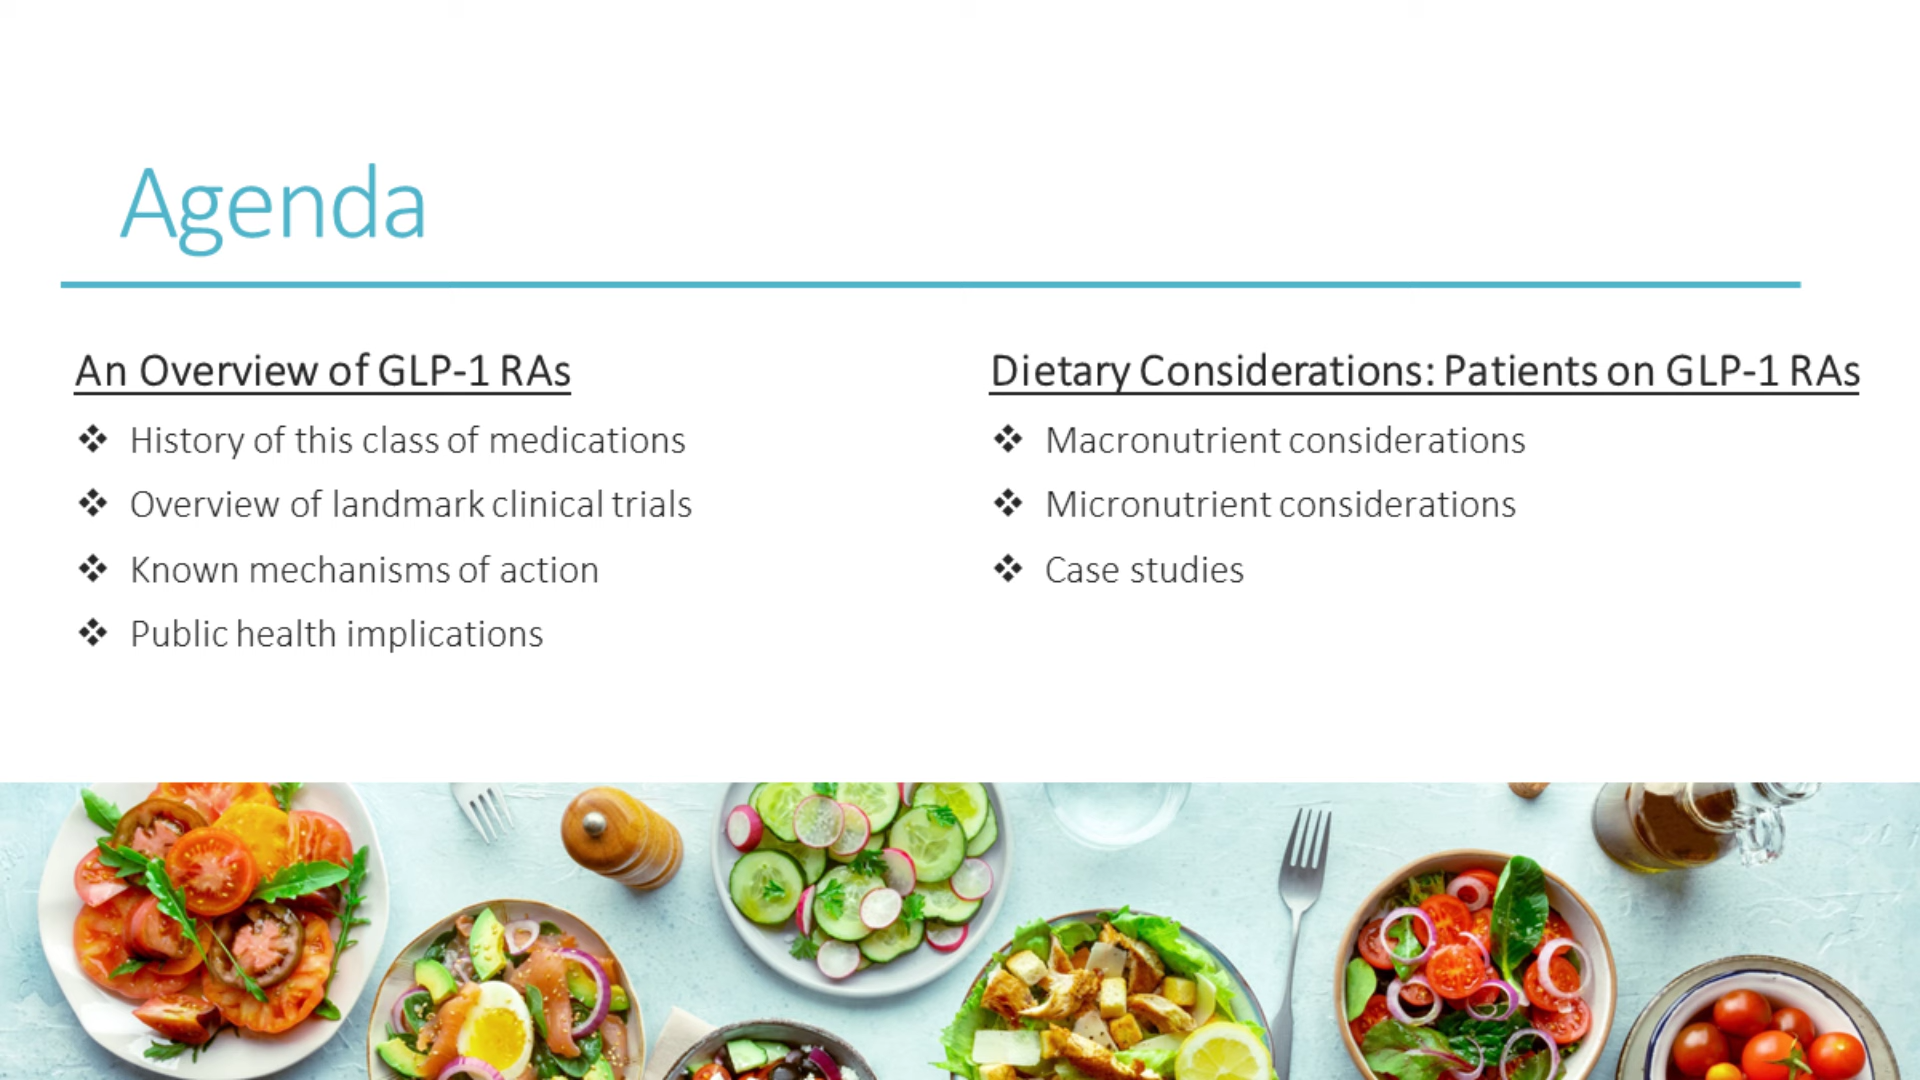 Agenda
An Overview of GLP-1 RAs
❖ History of this class of medications
❖ Overview of landmark clinical trials
❖ Known mechanisms of action
❖ Public health implications
Dietary Considerations: Patients on GLP-1 RAs
❖ Macronutrient considerations
❖ Micronutrient considerations
❖ Case studies